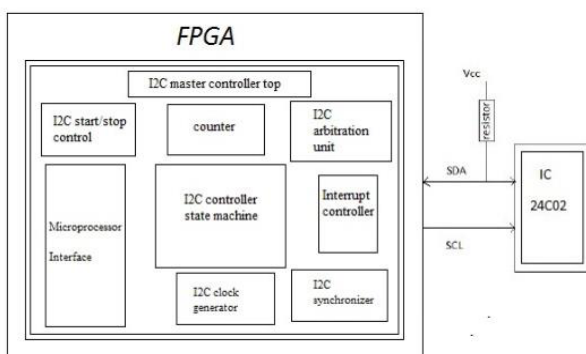 FPGA
I2C master controller top
I2C start/stop
control
counter
I2C
arbitration
unit
Microprocessor
Interface
I2C controller
state machine
Interrupt
controller
I2C clock
generator
I2C
synchronizer
Vcc
resistor
SDA
SCL
IC
24C02